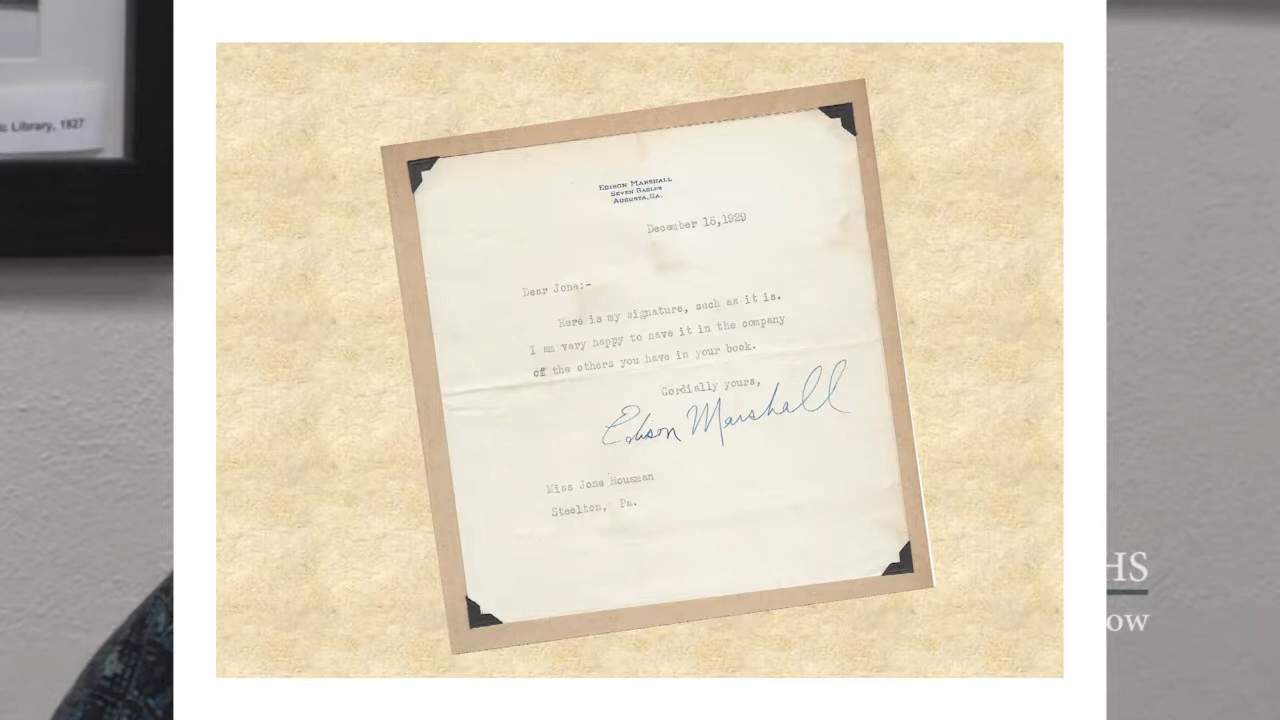 ic Library, 1927
EDISON MARSHALL
SEVEN GABLES
AUGUSTA, GA.
December 15,1929
Dear Jone:-
Here is my signature, such as it is.
I am very happy to have it in the company
of the others you have in your book.
Cordially yours,
Edison Marshall
Miss Jone Housman
Steelton, Pa.
HS
ow